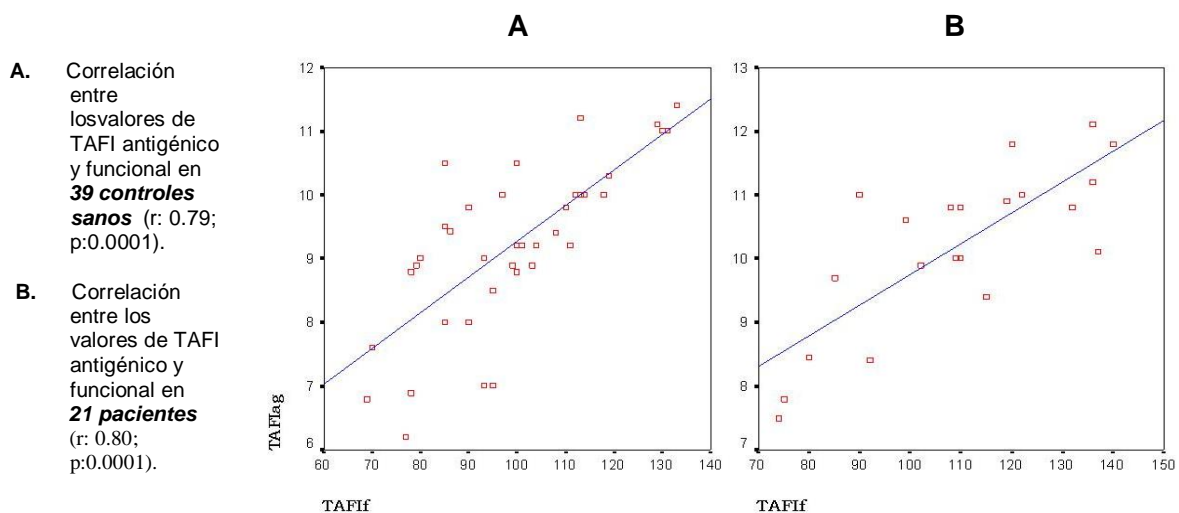 A
B
A. Correlación
entre
losvalores de
TAFI antigénico
y funcional en
39 controles
sanos (r: 0.79;
p:0.0001).
B. Correlación
entre los
valores de TAFI
antigénico y
funcional en
21 pacientes
(r: 0.80;
p:0.0001).
12
11
10
9
8
7
6
TAFIag
60 70 80 90 100 110 120 130 140
TAFIf
13
12
11
10
9
8
7
70 80 90 100 110 120 130 140 150
TAFIf